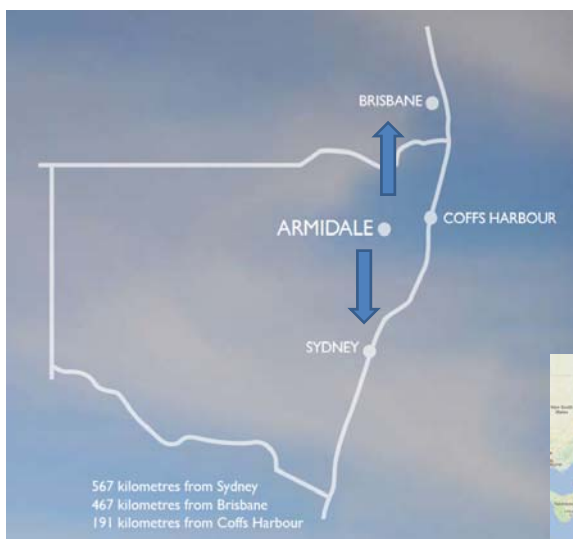 BRISBANE
ARMIDALE
COFFS HARBOUR
SYDNEY
567 kilometres from Sydney
467 kilometres from Brisbane
191 kilometres from Coffs Harbour